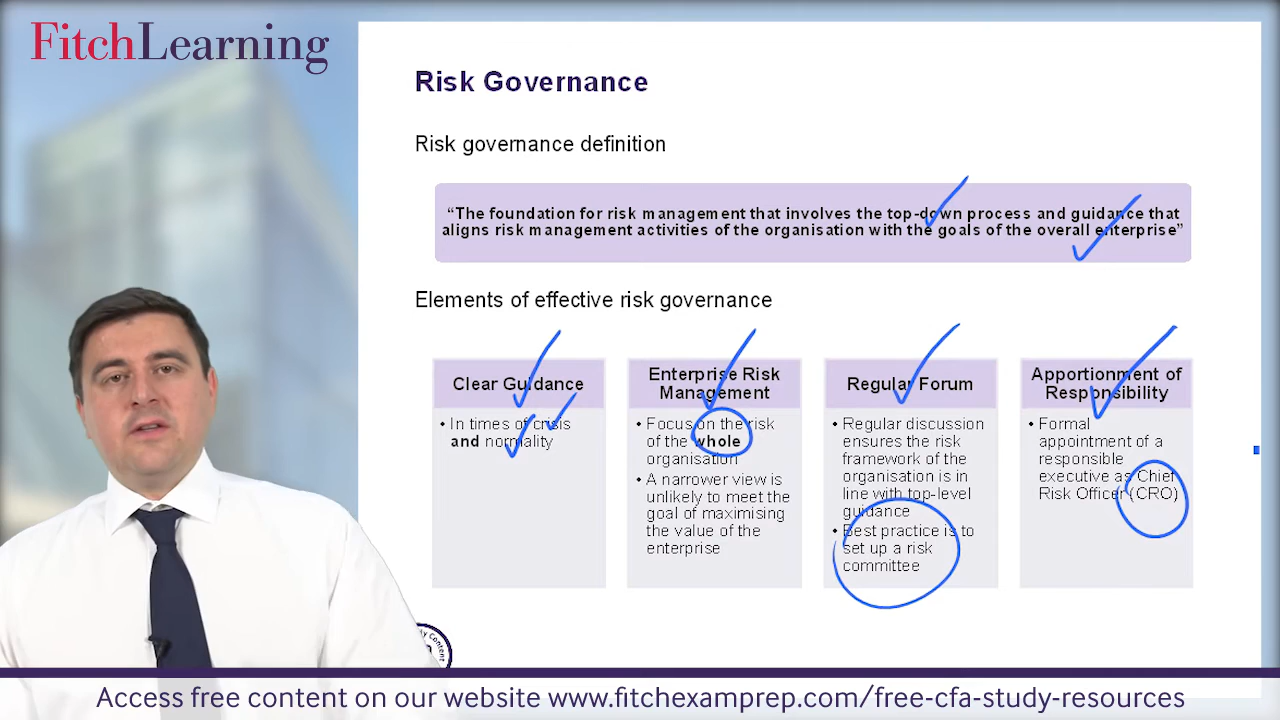 FitchLearning
Risk Governance
Risk governance definition
“The foundation for risk management that involves the top-down process and guidance that
aligns risk management activities of the organisation with the goals of the overall enterprise”
Elements of effective risk governance
Clear Guidance
• In times of crisis
and normality
Enterprise Risk
Management
• Focus on the risk
of the whole
organisation
• A narrower view is
unlikely to meet the
goal of maximising
the value of the
enterprise
Regular Forum
• Regular discussion
ensures the risk
framework of the
organisation is in
line with top-level
guidance
• Best practice is to
set up a risk
committee
Apportionment of
Responsibility
• Formal
appointment of a
responsible
executive as Chief
Risk Officer (CRO)
Content
Access free content on our website www.fitchexamprep.com/free-cfa-study-resources